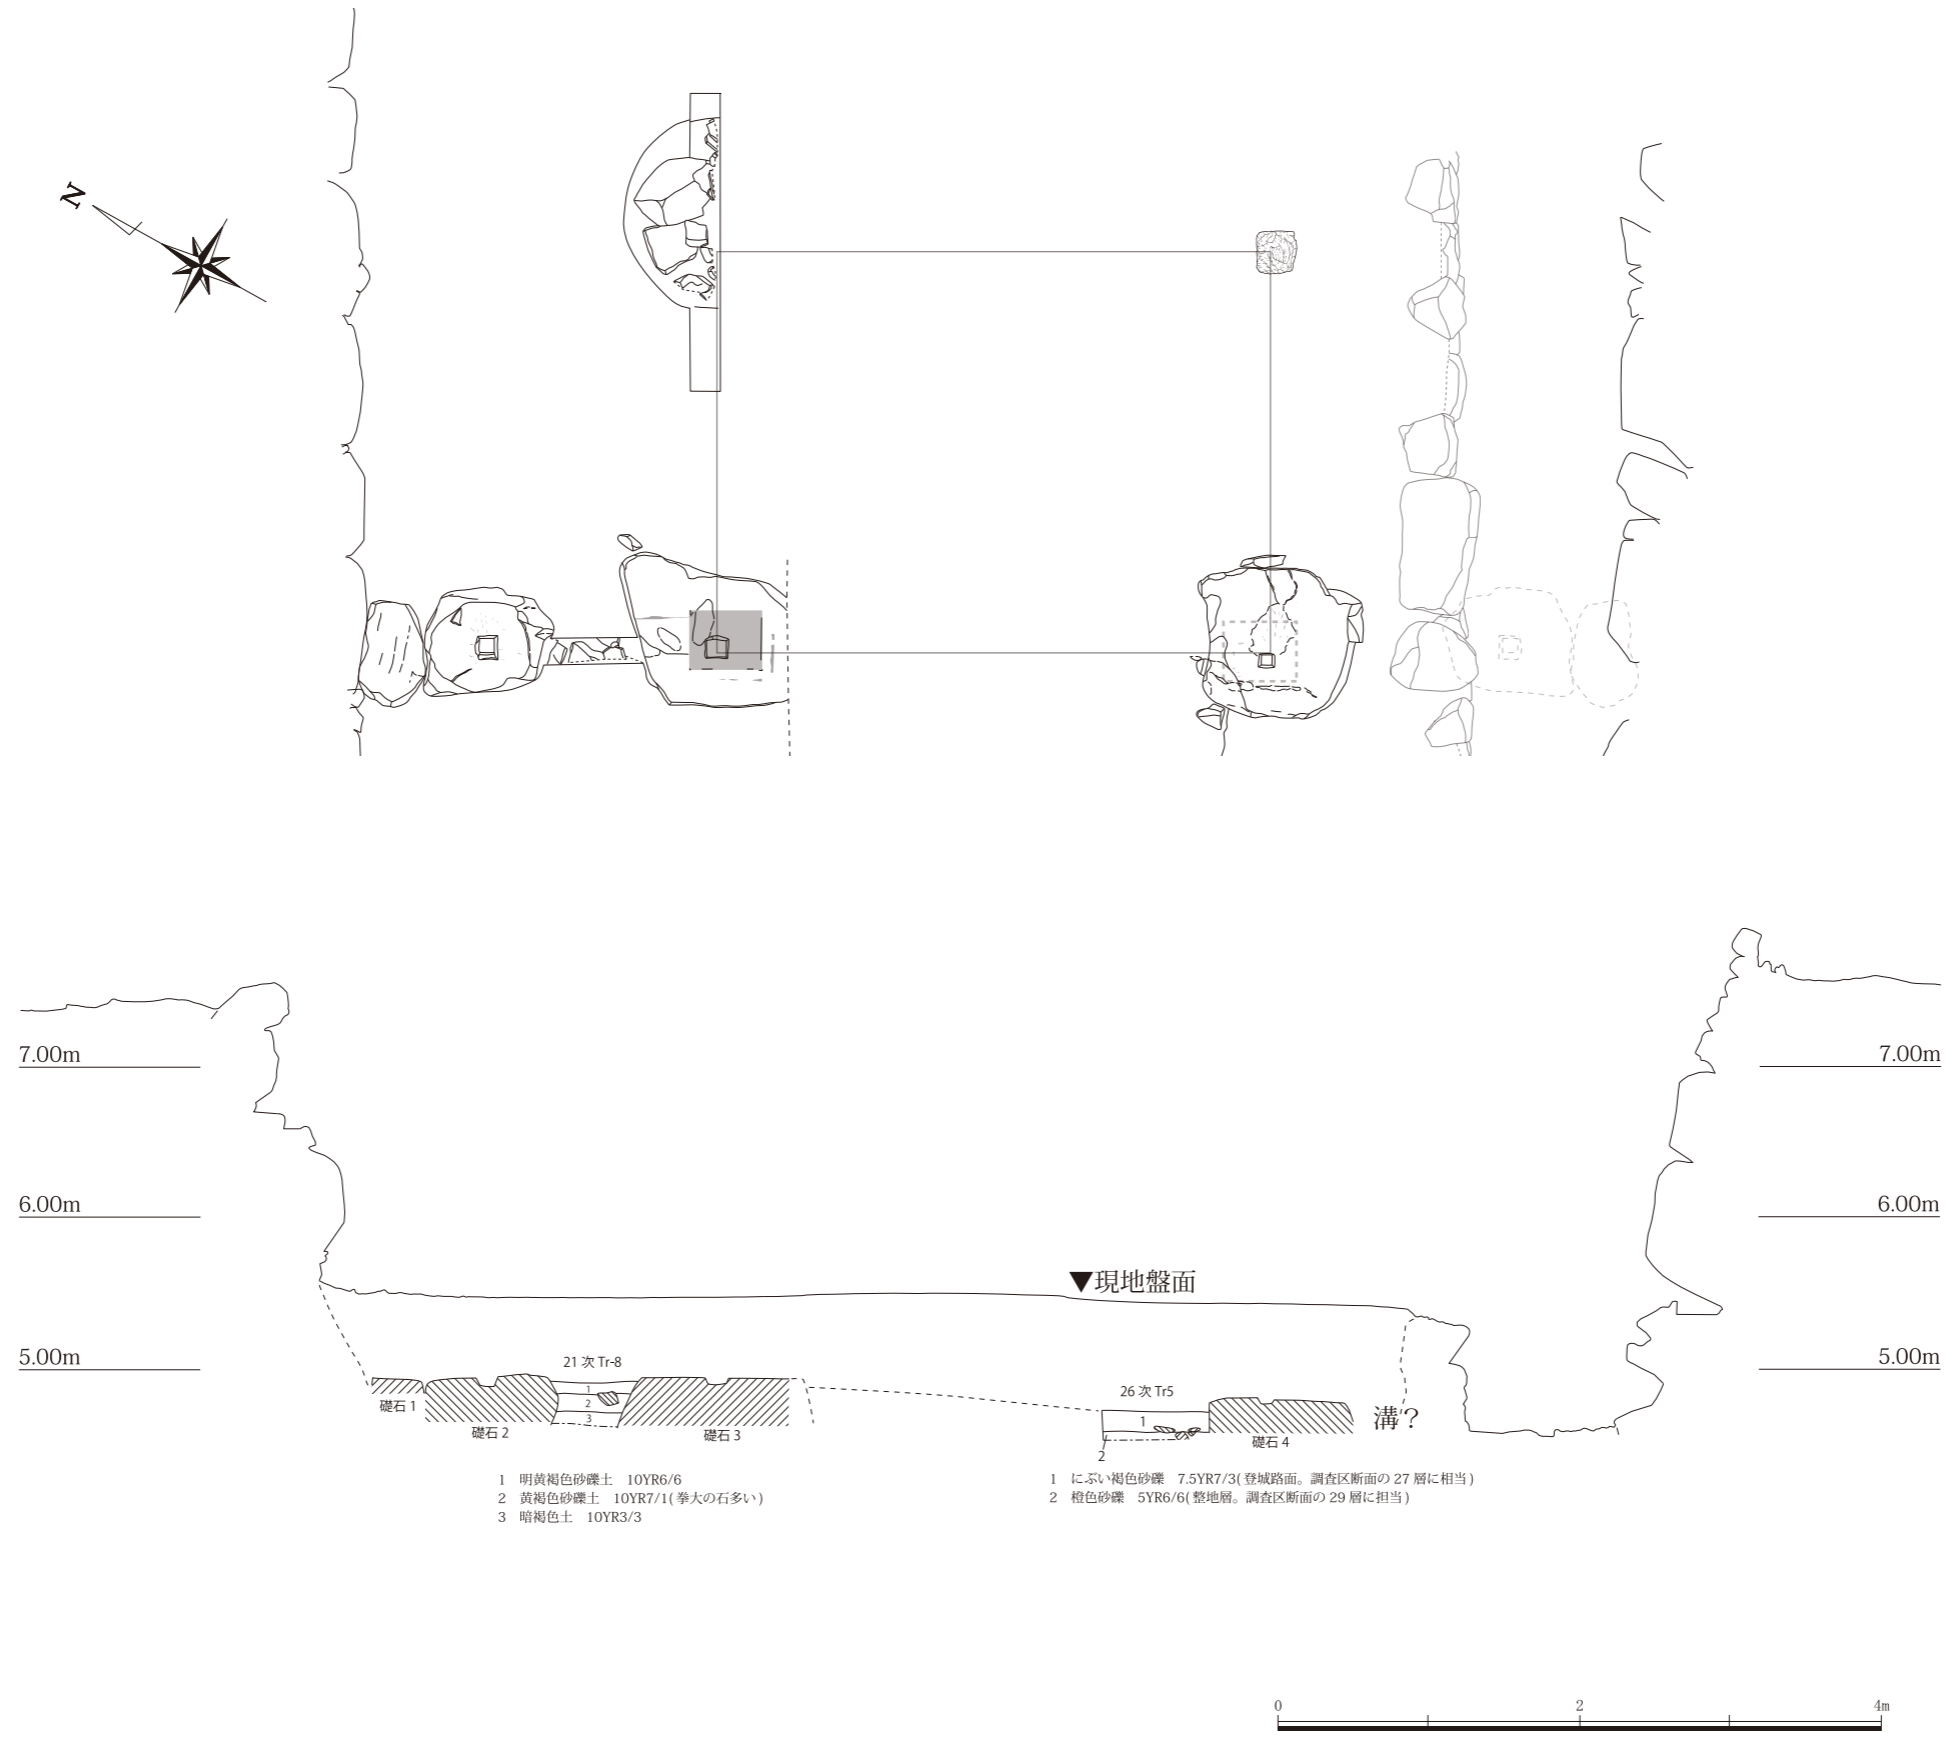 N
7.00m
7.00m
6.00m
6.00m
▼現地盤面
5.00m
5.00m
21 次 Tr-8
1
2
3
礎石 1
礎石 2
礎石 3
26 次 Tr5
1
2
礎石 4
溝?
1 明黄褐色砂礫土 10YR6/6
2 黄褐色砂礫土 10YR7/1(拳大の石多い)
3 暗褐色土 10YR3/3
1 にぶい褐色砂礫 7.5YR7/3(登城路面。調査区断面の 27 層に相当)
2 橙色砂礫 5YR6/6(整地層。調査区断面の 29 層に担当)
0 2 4m